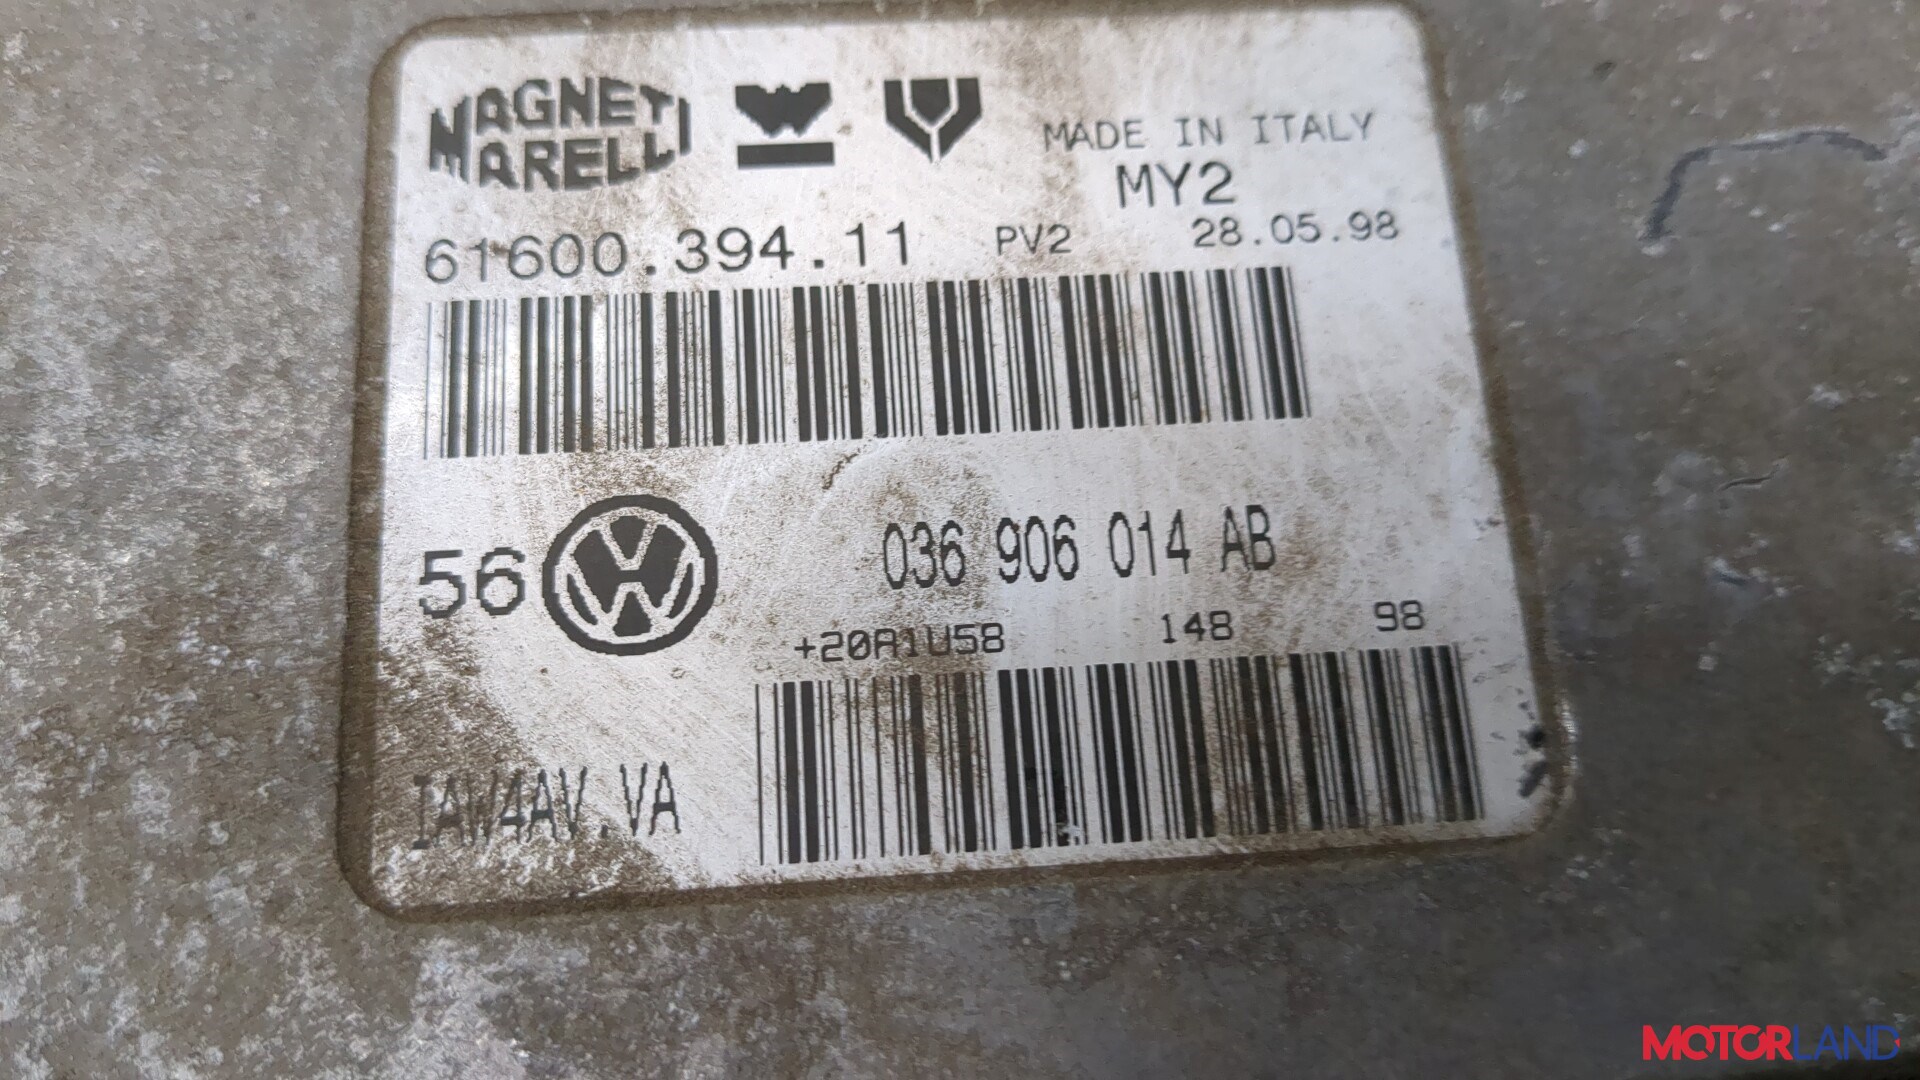 MAGNETI
MARELLI
MADE IN ITALY
MY2
61600.394.11 PV2 28.05.98
56 036 906 014 AB
+20A1U58 148 98
IAW4AV.VA
MOTORLAND